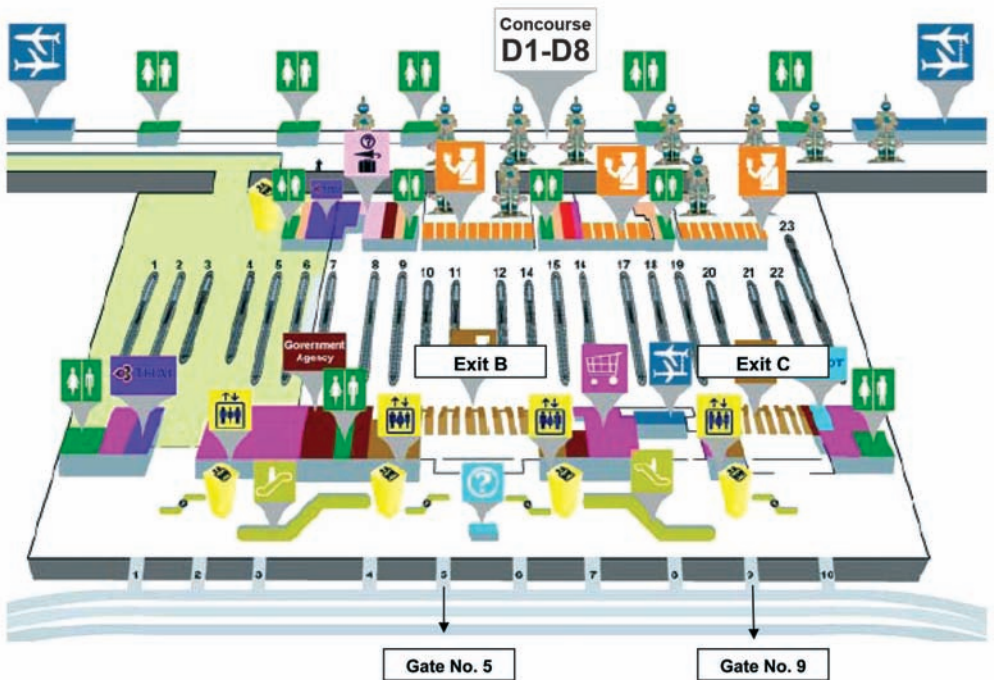 Concourse
D1-D8
1 2 3 4 5 6 7 8 9 10 11 12 14 15 14 17 18 19 20 21 22 23
Government
Agency
Exit B
Exit C
THAI
1 2 3 4 5 6 7 8 9 10
Gate No. 5
Gate No. 9